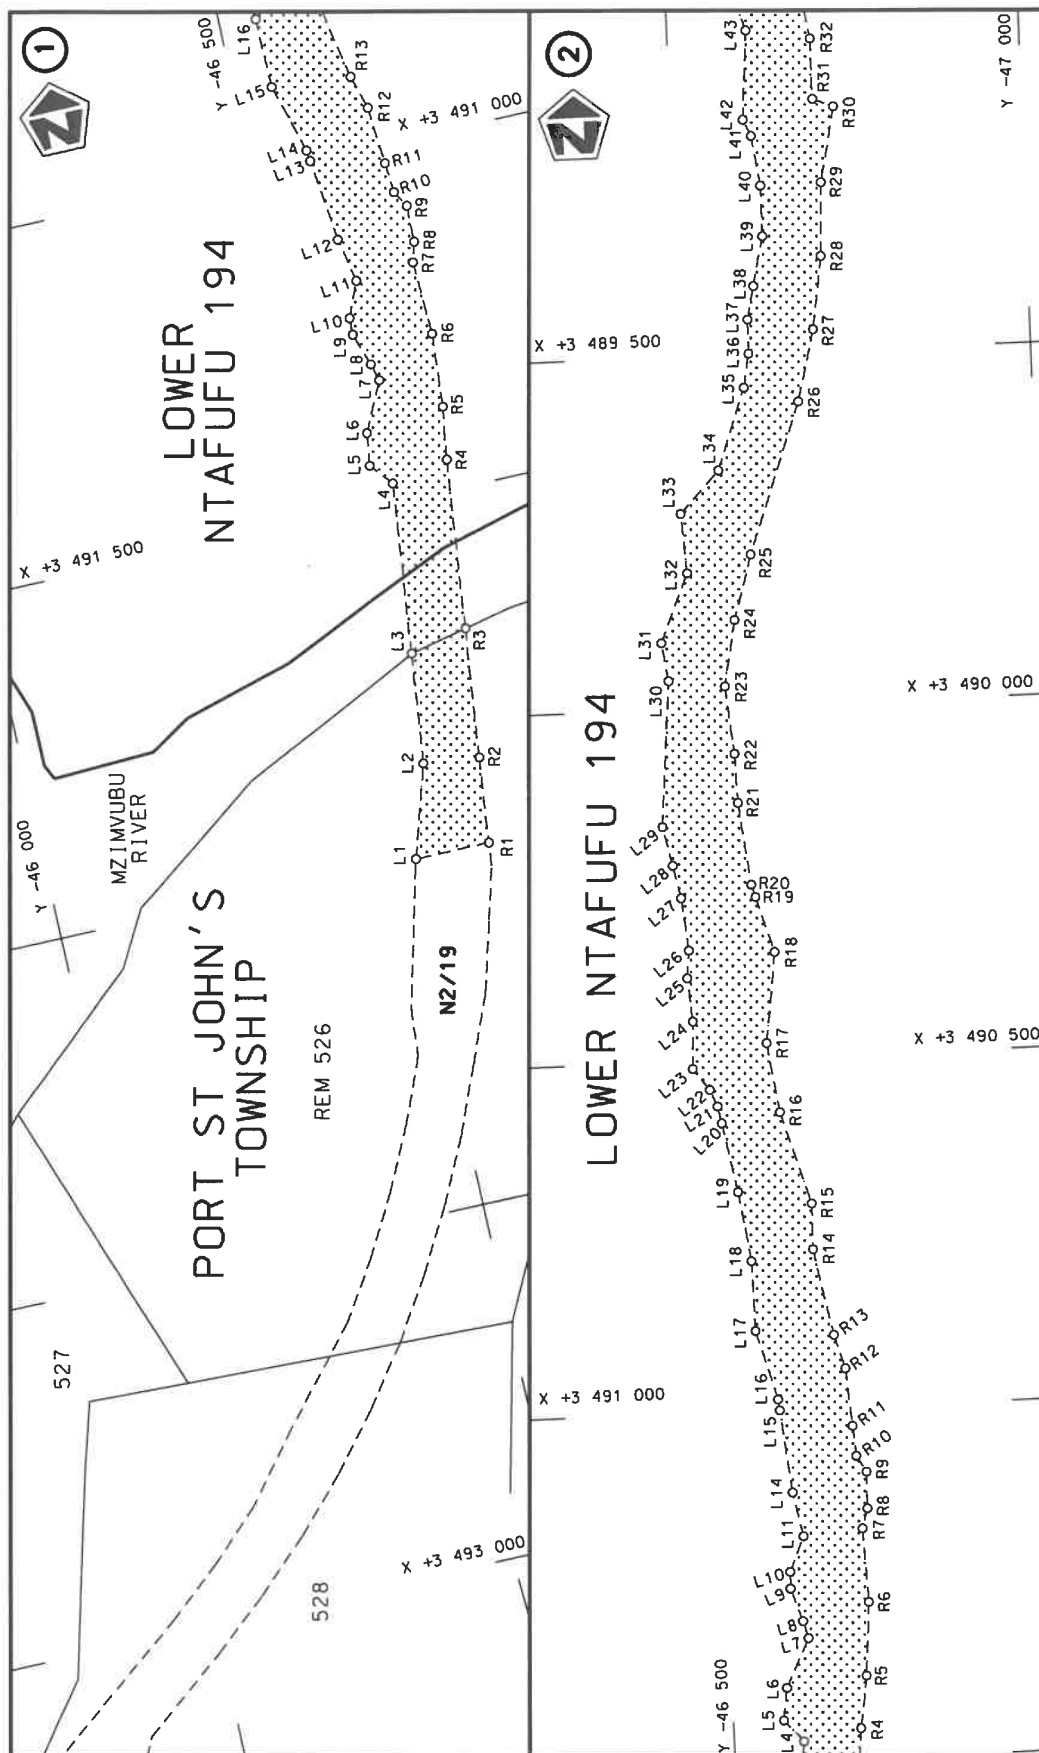 1
N
L16
Y -46 500
L15
R13
R12
X +3 491 000
L14
L13
R11
R10
R9
L12
R8
R7
L11
L10
L9
R6
L8
L7
R5
L6
L5
R4
L4
LOWER
NTAFUFU 194
X +3 491 500
L3
R3
L2
R2
L1
R1
MZIMVUBU
RIVER
Y -46 000
PORT ST JOHN'S
TOWNSHIP
REM 526
N2/19
527
528
X +3 493 000
2
N
L43
R32
Y -47 000
R31
R30
L42
L41
L40
R29
L39
R28
L38
L37
R27
L36
L35
R26
X +3 489 500
L34
L33
R25
L32
R24
L31
L30
R23
X +3 490 000
R22
R21
L29
L28
R20
R19
L27
L26
R18
L25
L24
R17
X +3 490 500
L23
L22
L21
L20
R16
LOWER NTAFUFU 194
L19
R15
R14
L18
L17
R13
R12
L16
L15
X +3 491 000
R11
R10
R9
L14
R8
R7
L11
L10
L9
R6
L8
L7
L6
R5
L5
L4
R4
Y -46 500